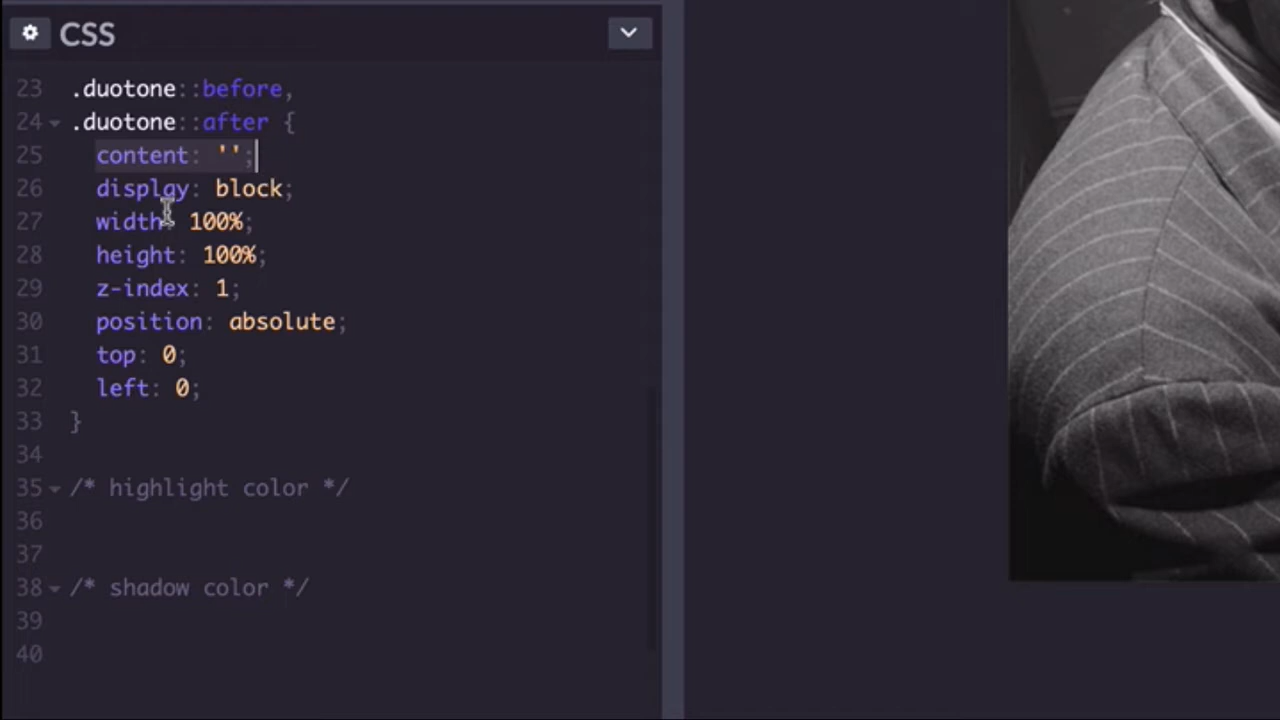 CSS
23 .duotone::before,
24 .duotone::after {
25 content: '';
26 display: block;
27 width: 100%;
28 height: 100%;
29 z-index: 1;
30 position: absolute;
31 top: 0;
32 left: 0;
33 }
34
35 /* highlight color */
36
37
38 /* shadow color */
39
40